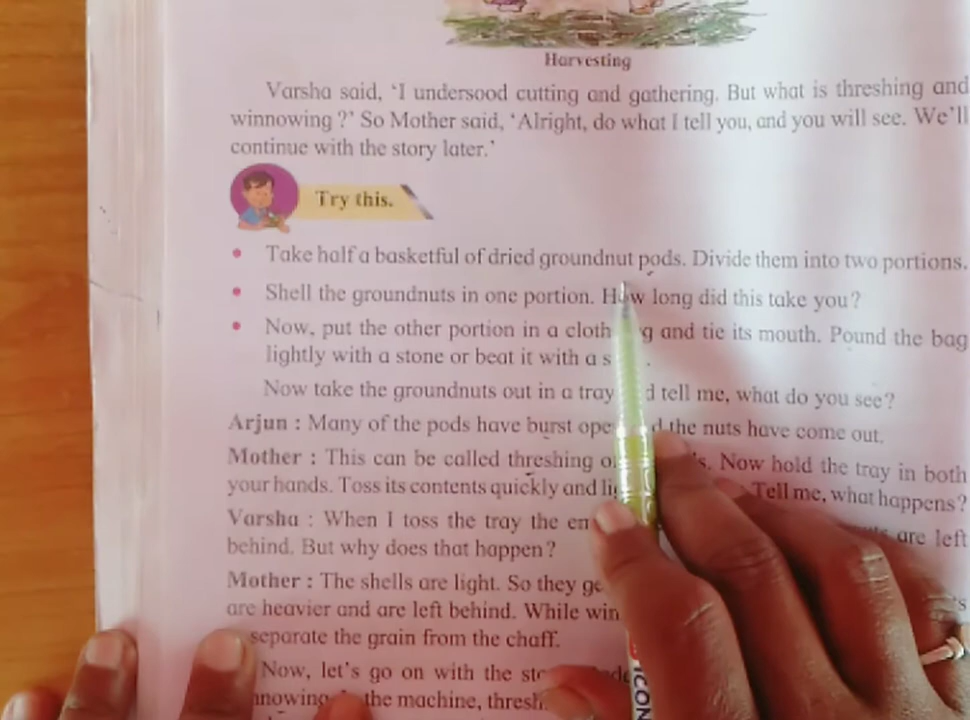 Harvesting
Varsha said, 'I undersood cutting and gathering. But what is threshing and
winnowing ?' So Mother said, 'Alright, do what I tell you, and you will see. We'll
continue with the story later.'
Try this.
• Take half a basketful of dried groundnut pods. Divide them into two portions.
• Shell the groundnuts in one portion. How long did this take you?
• Now, put the other portion in a cloth and tie its mouth. Pound the bag
lightly with a stone or beat it with a
Now take the groundnuts out in a tray tell me, what do you see?
Arjun : Many of the pods have burst the nuts have come out.
Mother : This can be called threshing Now hold the tray in both
your hands. Toss its contents quickly and Tell me, what happens?
Varsha : When I toss the tray the are left
behind. But why does that happen?
Mother : The shells are light. So they
are heavier and are left behind. While
separate the grain from the chaff.
Now, let's go on with the
the machine,
ICON